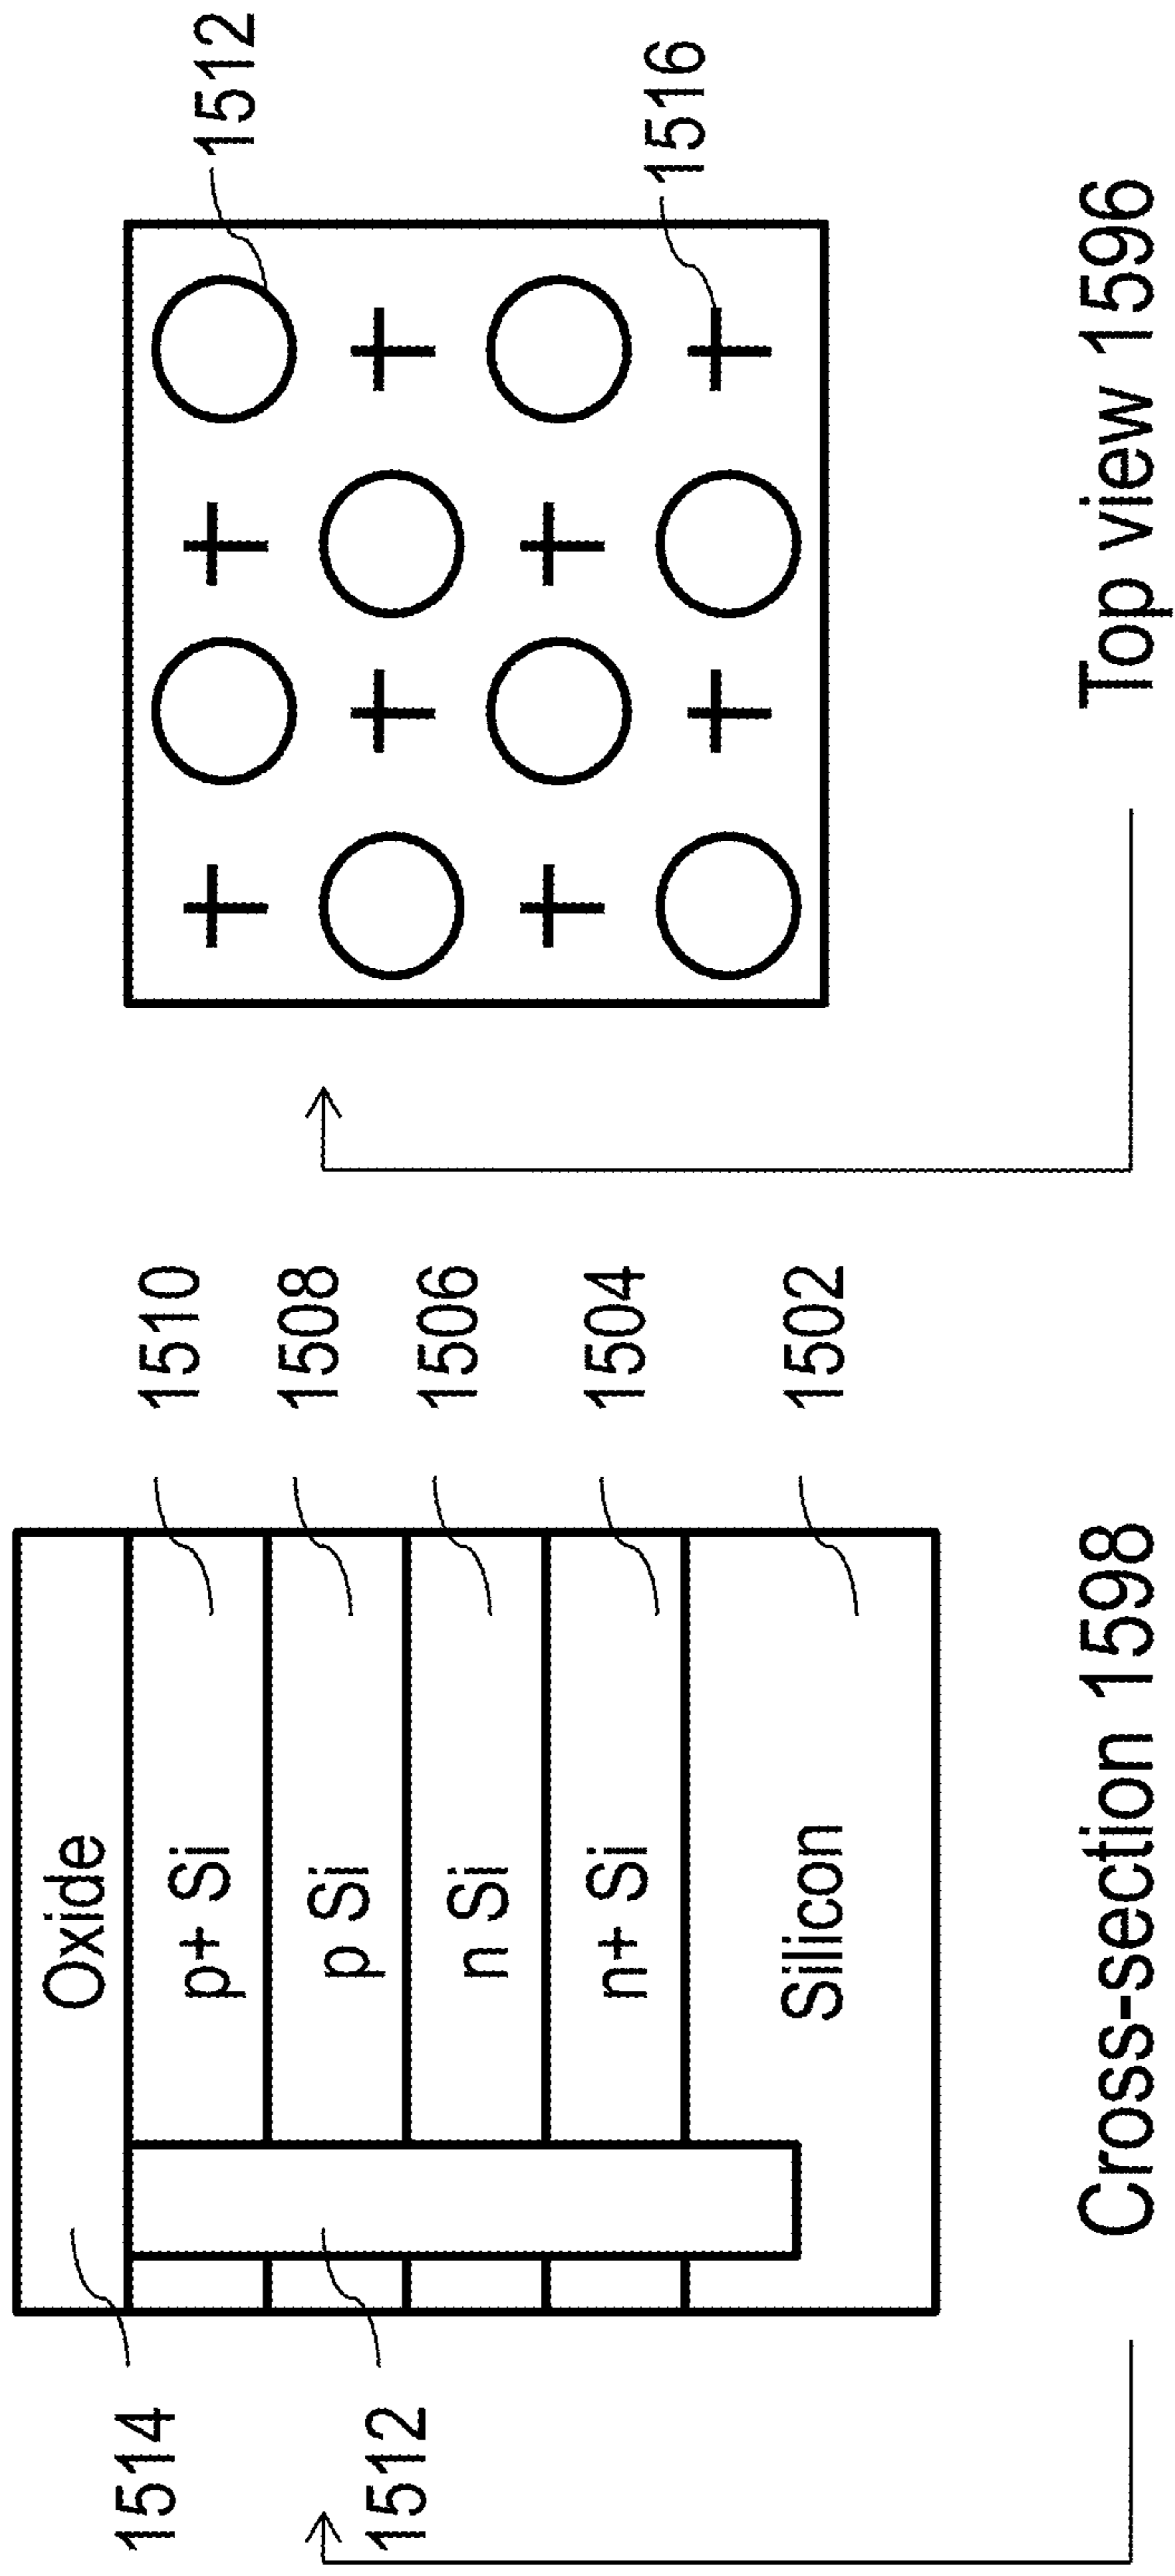 1514
1512
Oxide
p+ Si
p Si
n Si
n+ Si
Silicon
1510
1508
1506
1504
1502
Cross-section 1598
1512
1516
Top view 1596